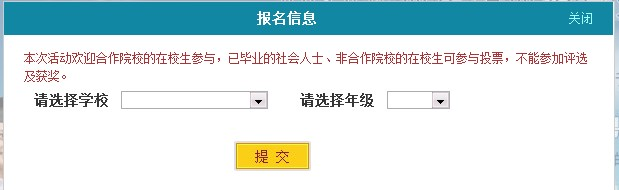 报名信息 关闭
本次活动欢迎合作院校的在校生参与，已毕业的社会人士、非合作院校的在校生可参与投票，不能参加评选
及获奖。
请选择学校 请选择年级
提 交